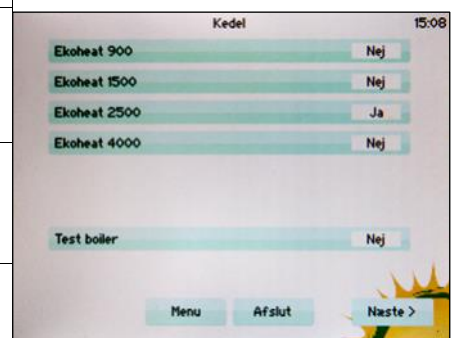 Kedel 15:08
Ekoheat 900 Nej
Ekoheat 1500 Nej
Ekoheat 2500 Ja
Ekoheat 4000 Nej
Test boiler Nej
Menu Afslut Næste >